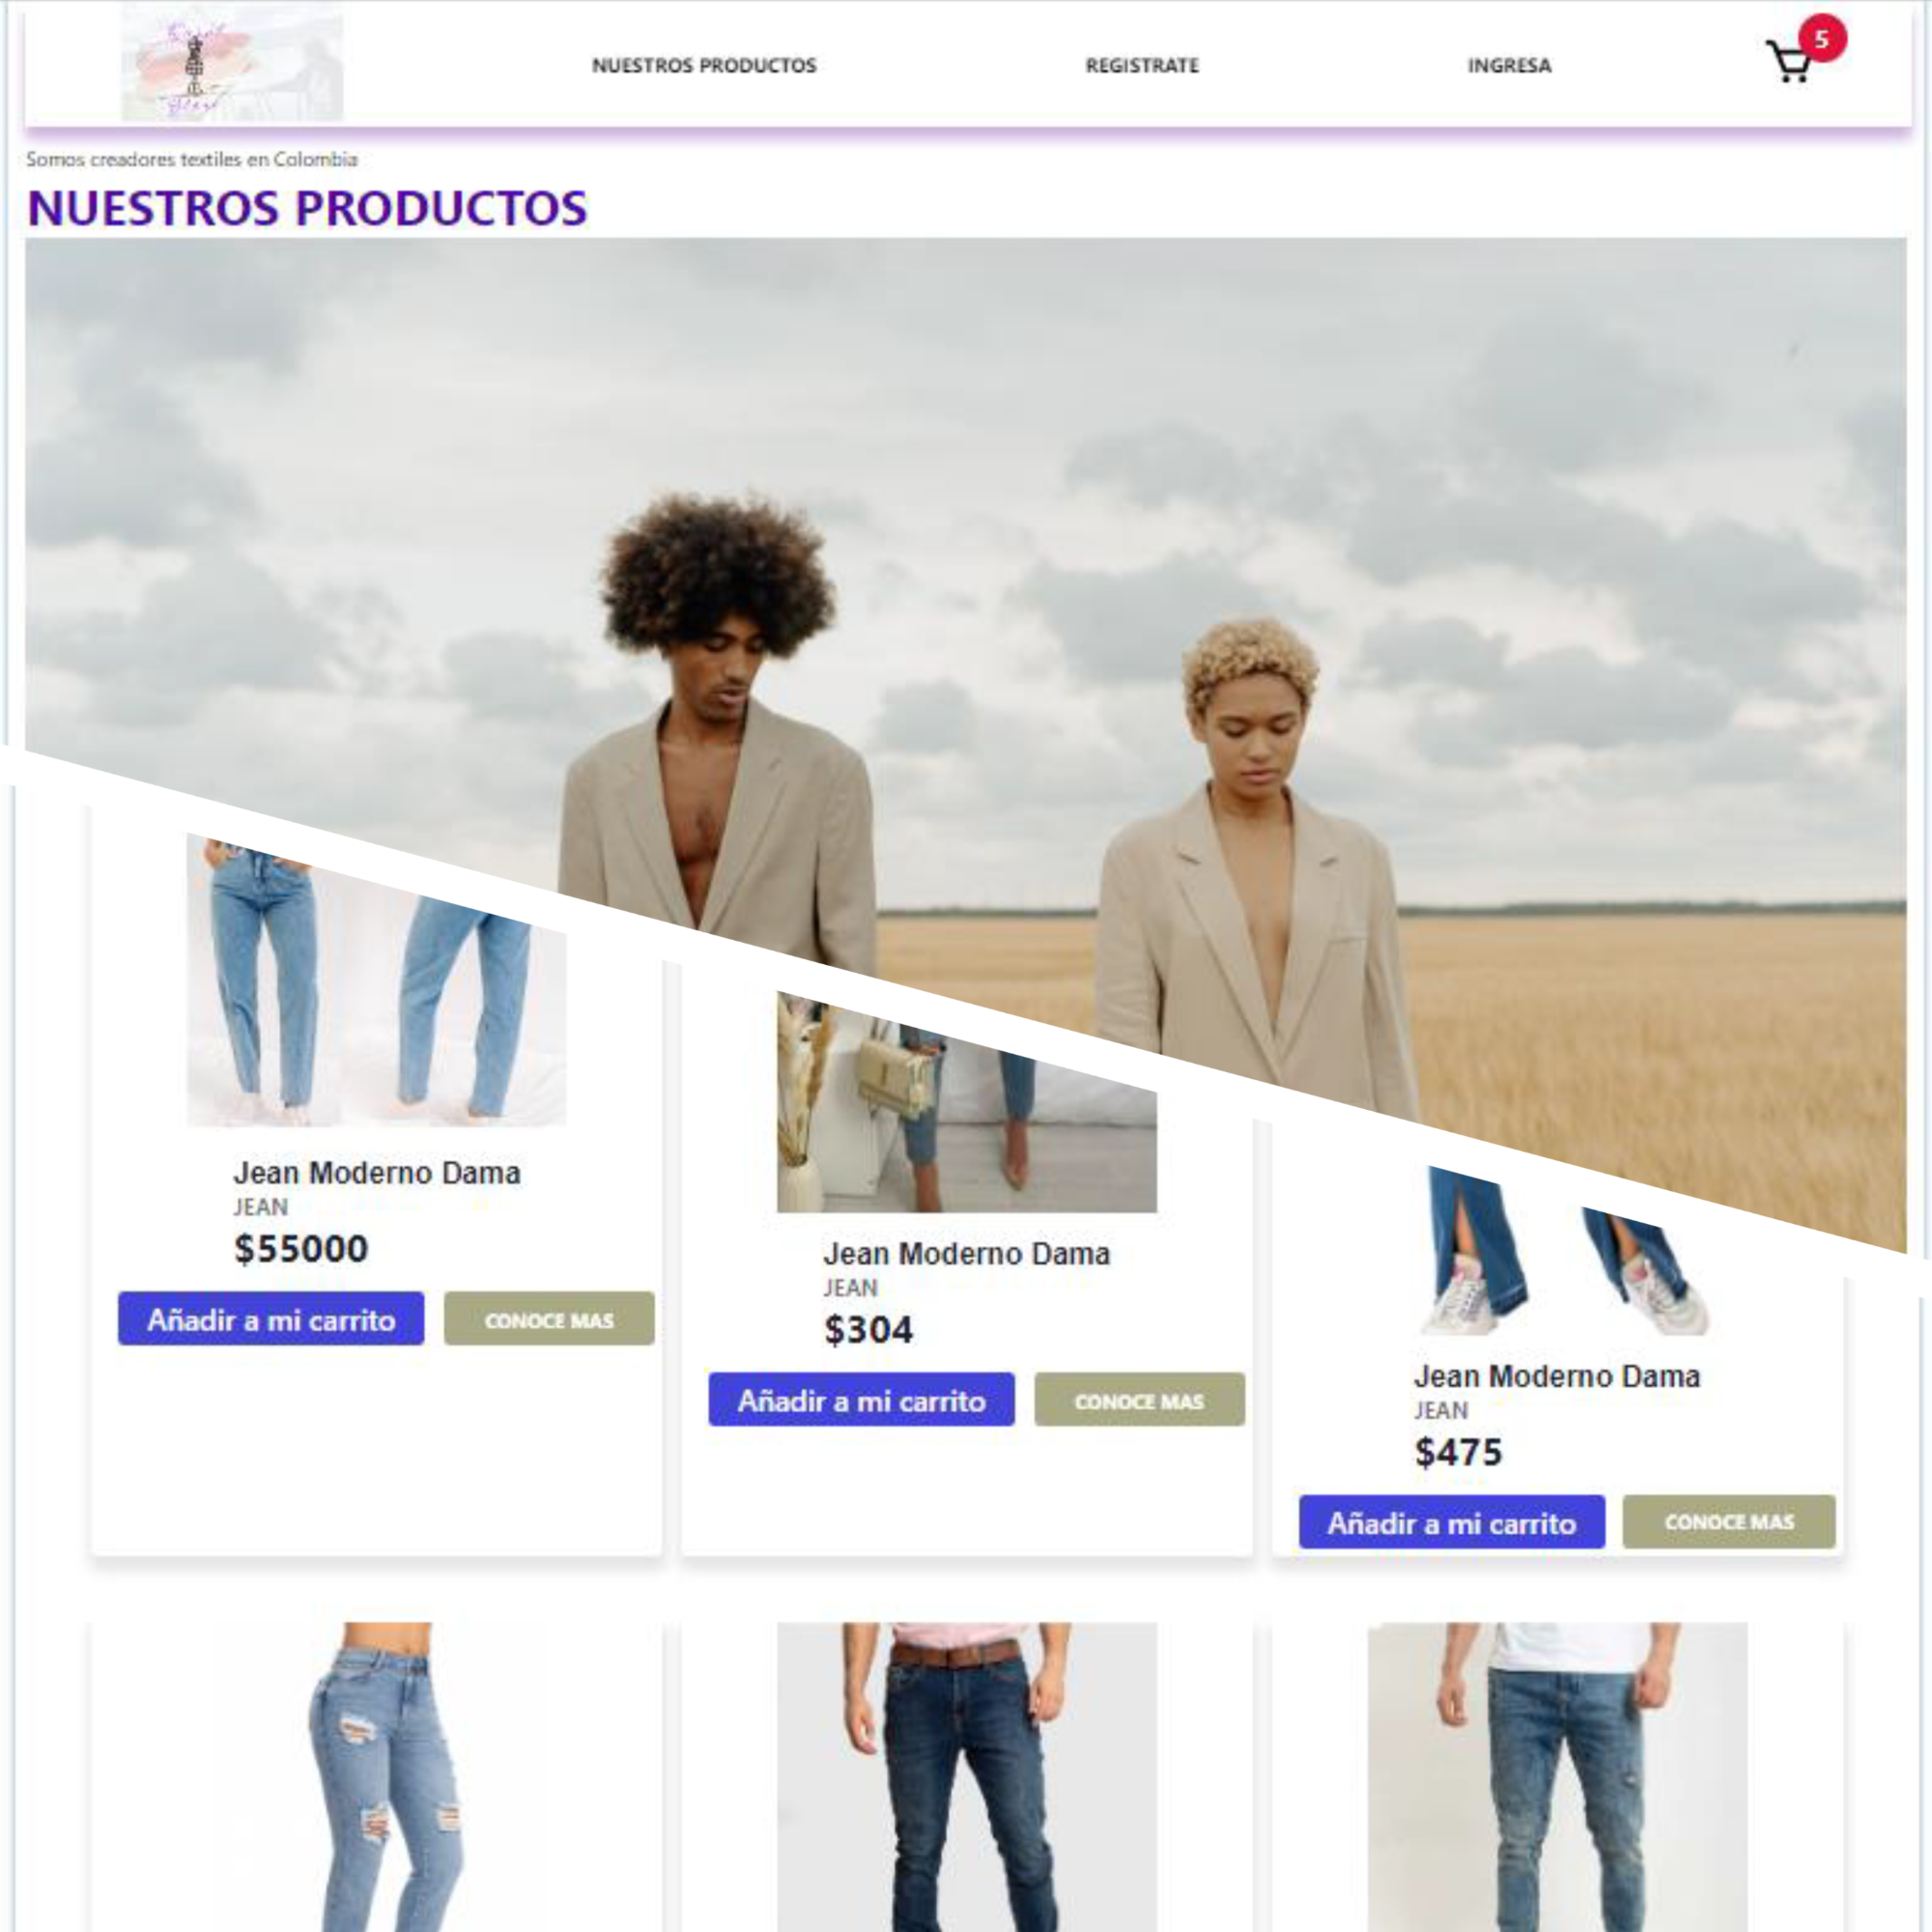 NUESTROS PRODUCTOS
REGISTRATE
INGRESA
5
Somos creadores textiles en Colombia
NUESTROS PRODUCTOS
Jean Moderno Dama
JEAN
$55000
Añadir a mi carrito
CONOCE MAS
Jean Moderno Dama
JEAN
$304
Añadir a mi carrito
CONOCE MAS
Jean Moderno Dama
JEAN
$475
Añadir a mi carrito
CONOCE MAS